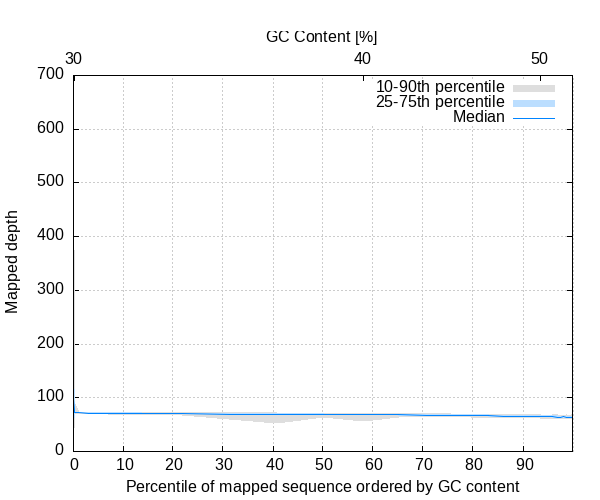 GC Content [%]
30 40 50
700
10-90th percentile
25-75th percentile
Median
600
500
400
300
200
100
0
Mapped depth
0 10 20 30 40 50 60 70 80 90
Percentile of mapped sequence ordered by GC content